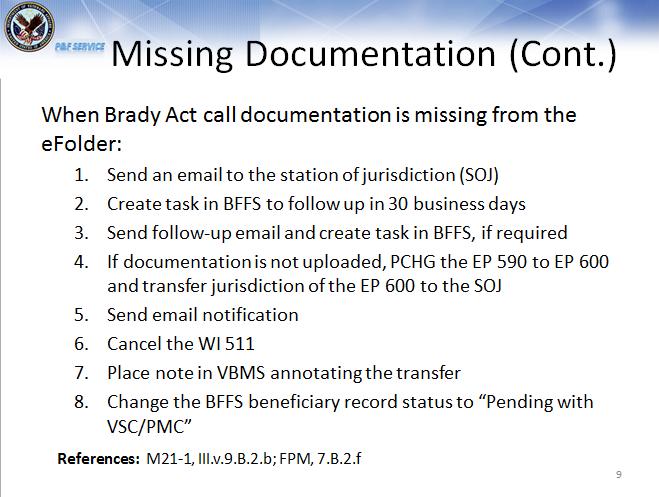 P&F SERVICE
Missing Documentation (Cont.)
When Brady Act call documentation is missing from the
eFolder:
1. Send an email to the station of jurisdiction (SOJ)
2. Create task in BFFS to follow up in 30 business days
3. Send follow-up email and create task in BFFS, if required
4. If documentation is not uploaded, PCHG the EP 590 to EP 600
and transfer jurisdiction of the EP 600 to the SOJ
5. Send email notification
6. Cancel the WI 511
7. Place note in VBMS annotating the transfer
8. Change the BFFS beneficiary record status to “Pending with
VSC/PMC”
References: M21-1, III.v.9.B.2.b; FPM, 7.B.2.f
9